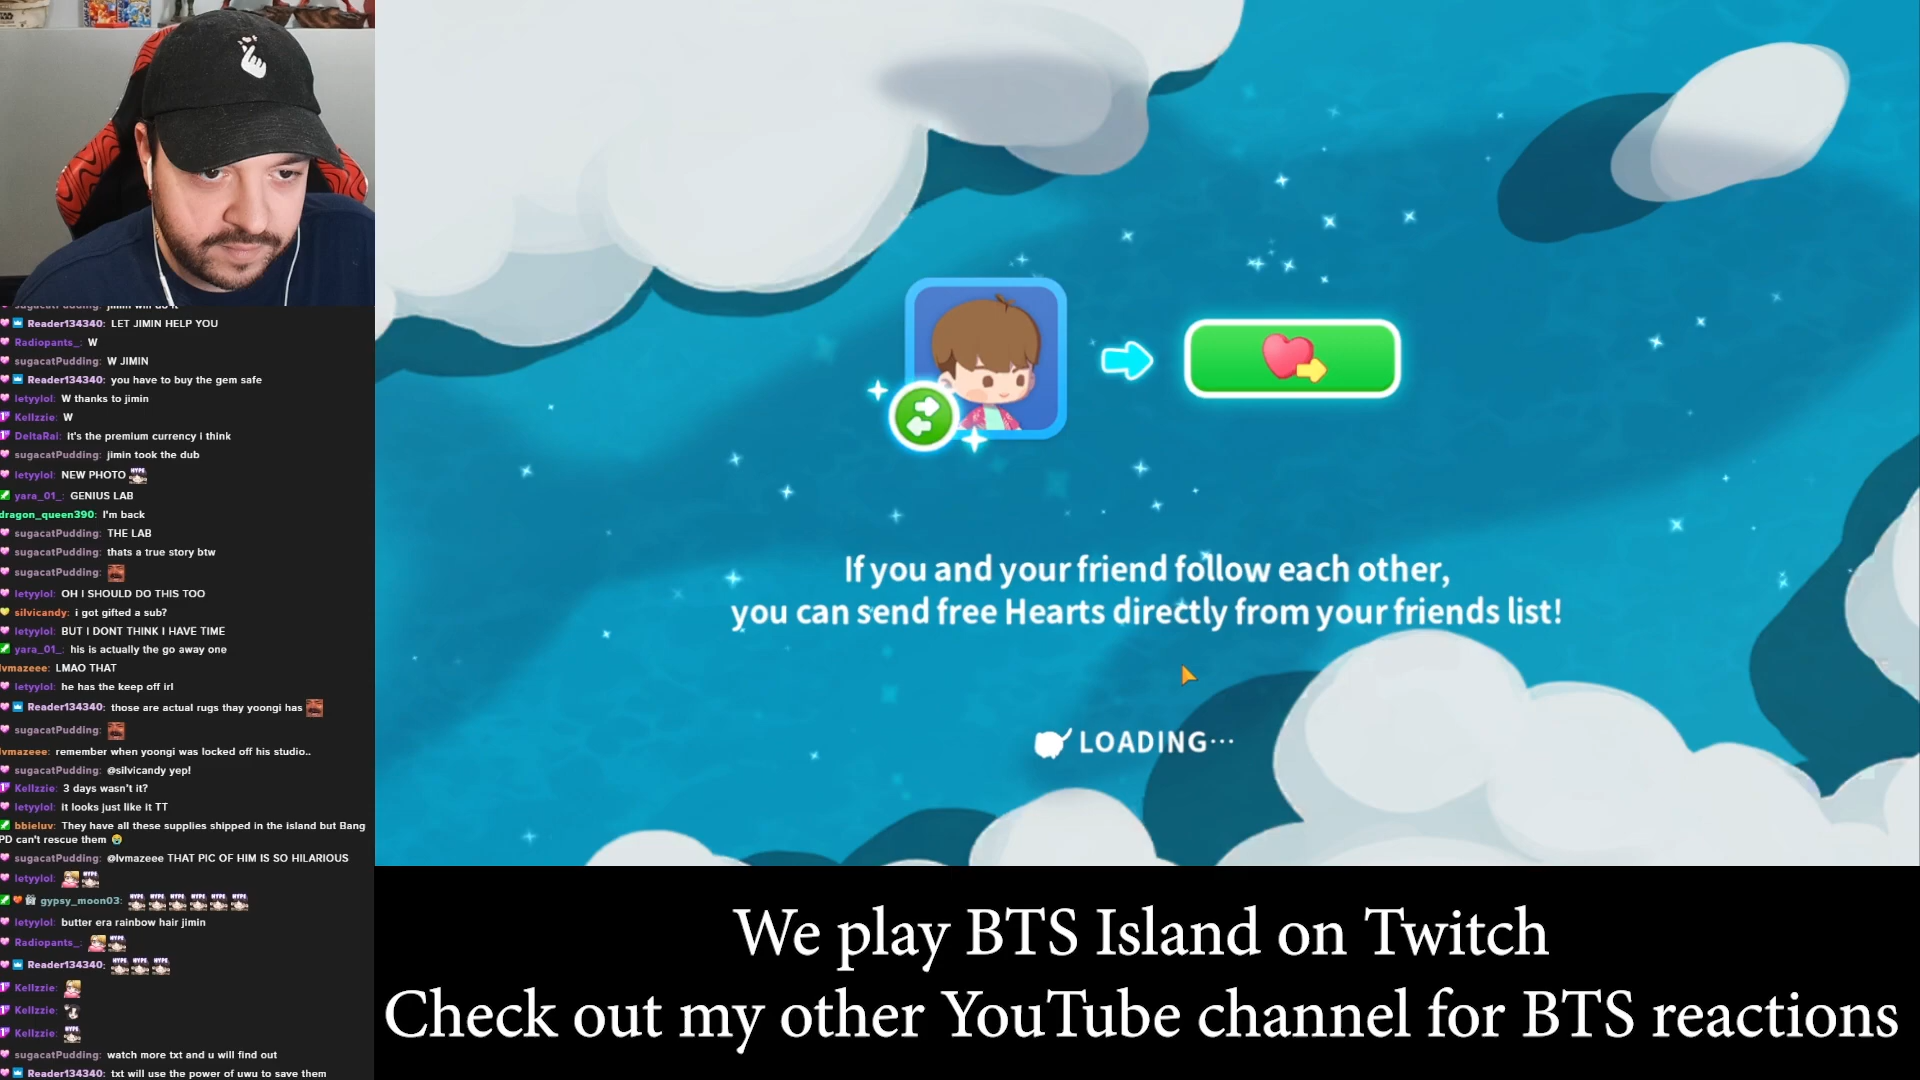 Reader134340: LET JIMIN HELP YOU
Radiopants_: W
sugacatPudding: W JIMIN
Reader134340: you have to buy the gem safe
letyylol: W thanks to jimin
Kellzzie: W
DeltaRai: it's the premium currency i think
sugacatPudding: jimin took the dub
letyylol: NEW PHOTO
yara_01_: GENIUS LAB
dragon_queen390: I'm back
sugacatPudding: THE LAB
sugacatPudding: thats a true story btw
sugacatPudding:
letyylol: OH I SHOULD DO THIS TOO
silvicandy: i got gifted a sub?
letyylol: BUT I DONT THINK I HAVE TIME
yara_01_: his is actually the go away one
lvmazeee: LMAO THAT
letyylol: he has the keep off irl
Reader134340: those are actual rugs thay yoongi has
sugacatPudding:
lvmazeee: remember when yoongi was locked off his studio..
sugacatPudding: @silvicandy yep!
Kellzzie: 3 days wasn't it?
letyylol: it looks just like it TT
bbieluv: They have all these supplies shipped in the island but Bang
PD can't rescue them 😭
sugacatPudding: @lvmazeee THAT PIC OF HIM IS SO HILARIOUS
letyylol:
gypsy_moon03:
letyylol: butter era rainbow hair jimin
Radiopants_:
Reader134340:
Kellzzie:
Kellzzie:
Kellzzie:
sugacatPudding: watch more txt and u will find out
Reader134340: txt will use the power of uwu to save them
If you and your friend follow each other,
you can send free Hearts directly from your friends list!
LOADING...
We play BTS Island on Twitch
Check out my other YouTube channel for BTS reactions